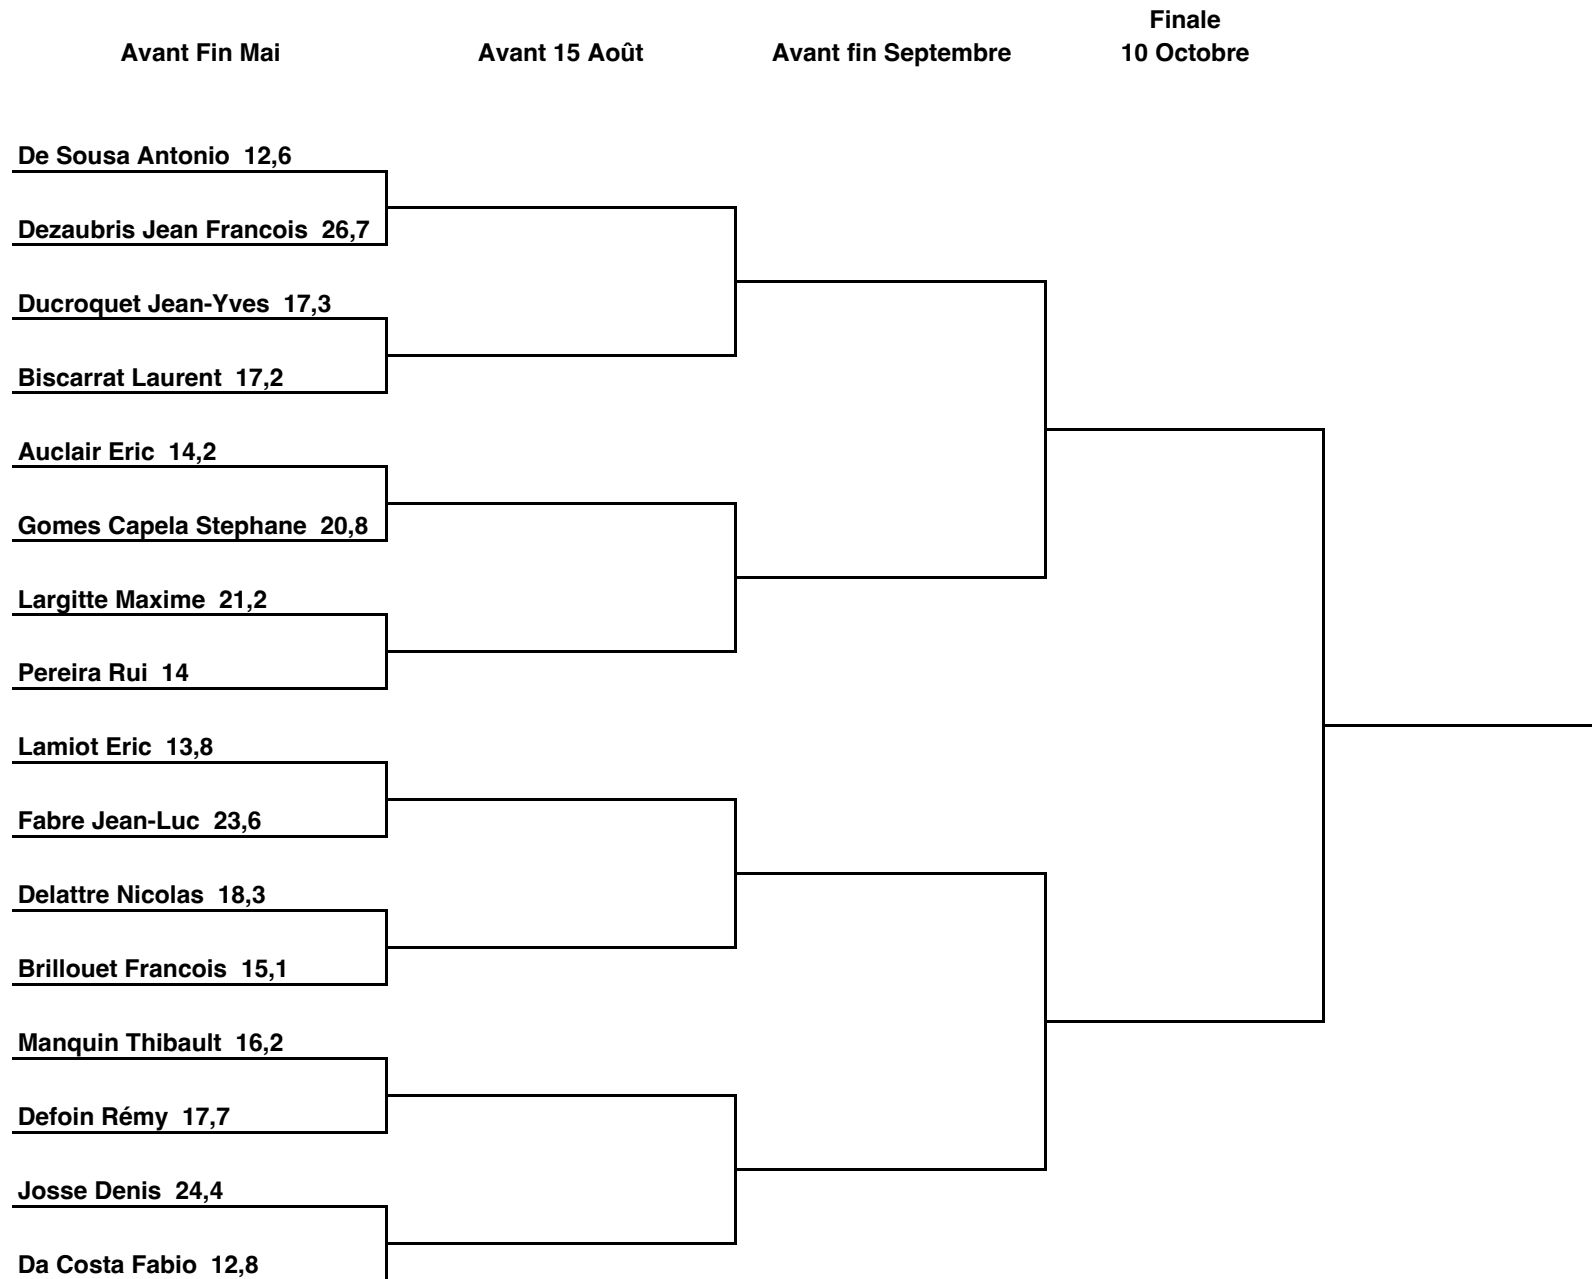 Finale
Avant Fin Mai Avant 15 Août Avant fin Septembre 10 Octobre
De Sousa Antonio 12,6
Dezaubris Jean Francois 26,7
Ducroquet Jean-Yves 17,3
Biscarrat Laurent 17,2
Auclair Eric 14,2
Gomes Capela Stephane 20,8
Largitte Maxime 21,2
Pereira Rui 14
Lamiot Eric 13,8
Fabre Jean-Luc 23,6
Delattre Nicolas 18,3
Brillouet Francois 15,1
Manquin Thibault 16,2
Defoin Rémy 17,7
Josse Denis 24,4
Da Costa Fabio 12,8